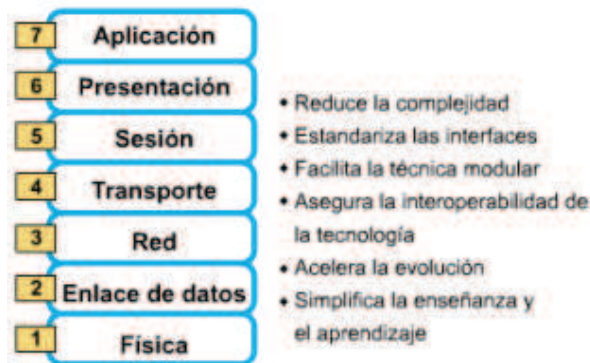 7 Aplicación
6 Presentación
5 Sesión
4 Transporte
3 Red
2 Enlace de datos
1 Física
• Reduce la complejidad
• Estandariza las interfaces
• Facilita la técnica modular
• Asegura la interoperabilidad de
la tecnología
• Acelera la evolución
• Simplifica la enseñanza y
el aprendizaje